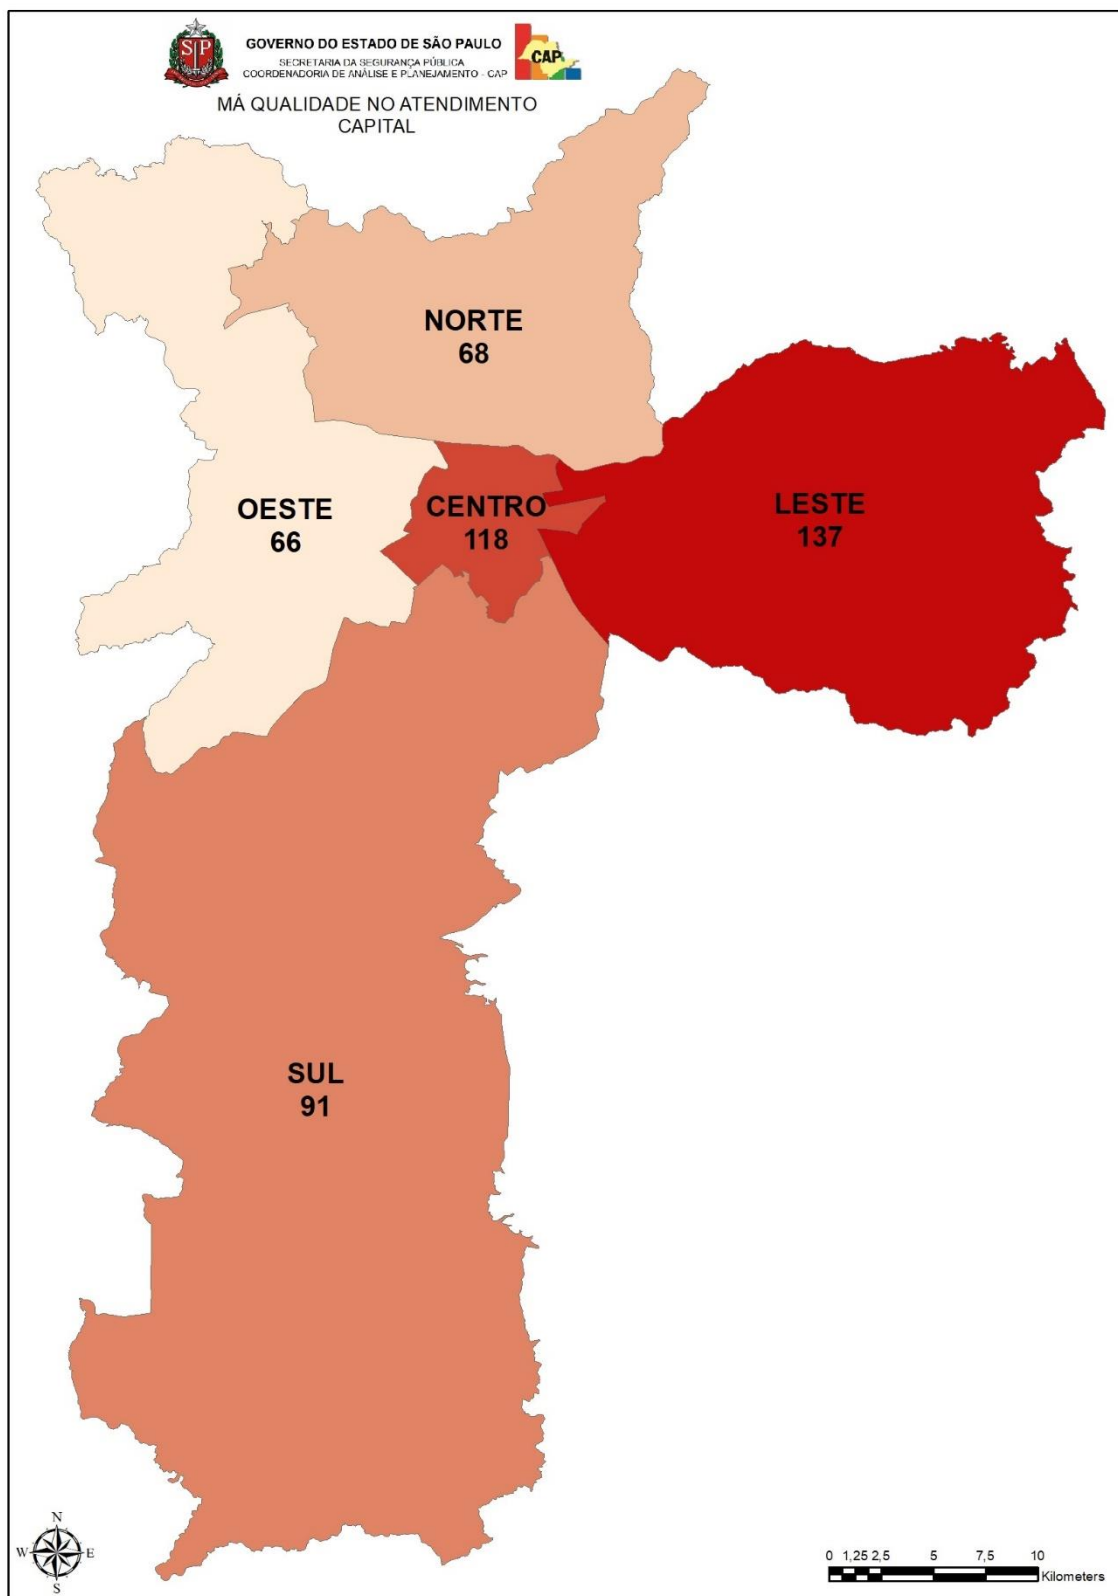 SP
GOVERNO DO ESTADO DE SÃO PAULO
SECRETARIA DA SEGURANÇA PÚBLICA
COORDENADORIA DE ANÁLISE E PLANEJAMENTO - CAP
CAP
MÁ QUALIDADE NO ATENDIMENTO
CAPITAL
NORTE
68
OESTE
66
CENTRO
118
LESTE
137
SUL
91
N
W E
S
0 1,25 2,5 5 7,5 10
Kilometers